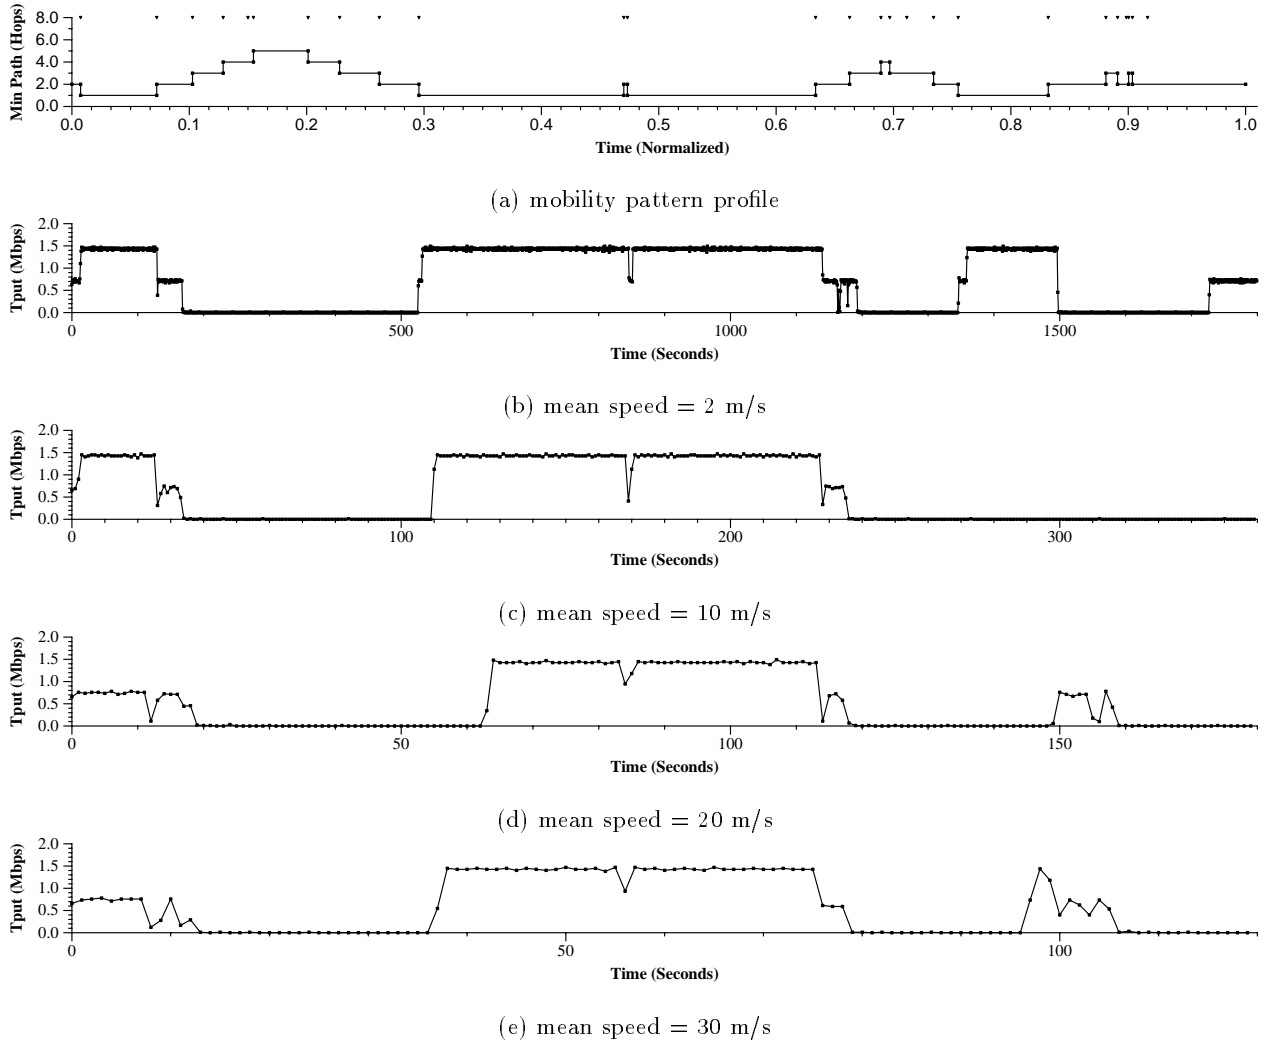 Min Path (Hops)
8.0
6.0
4.0
2.0
0.0
0.0 0.1 0.2 0.3 0.4 0.5 0.6 0.7 0.8 0.9 1.0
Time (Normalized)
(a) mobility pattern profile
Tput (Mbps)
2.0
1.5
1.0
0.5
0.0
0 500 1000 1500
Time (Seconds)
(b) mean speed = 2 m/s
Tput (Mbps)
2.0
1.5
1.0
0.5
0.0
0 100 200 300
Time (Seconds)
(c) mean speed = 10 m/s
Tput (Mbps)
2.0
1.5
1.0
0.5
0.0
0 50 100 150
Time (Seconds)
(d) mean speed = 20 m/s
Tput (Mbps)
2.0
1.5
1.0
0.5
0.0
0 50 100
Time (Seconds)
(e) mean speed = 30 m/s